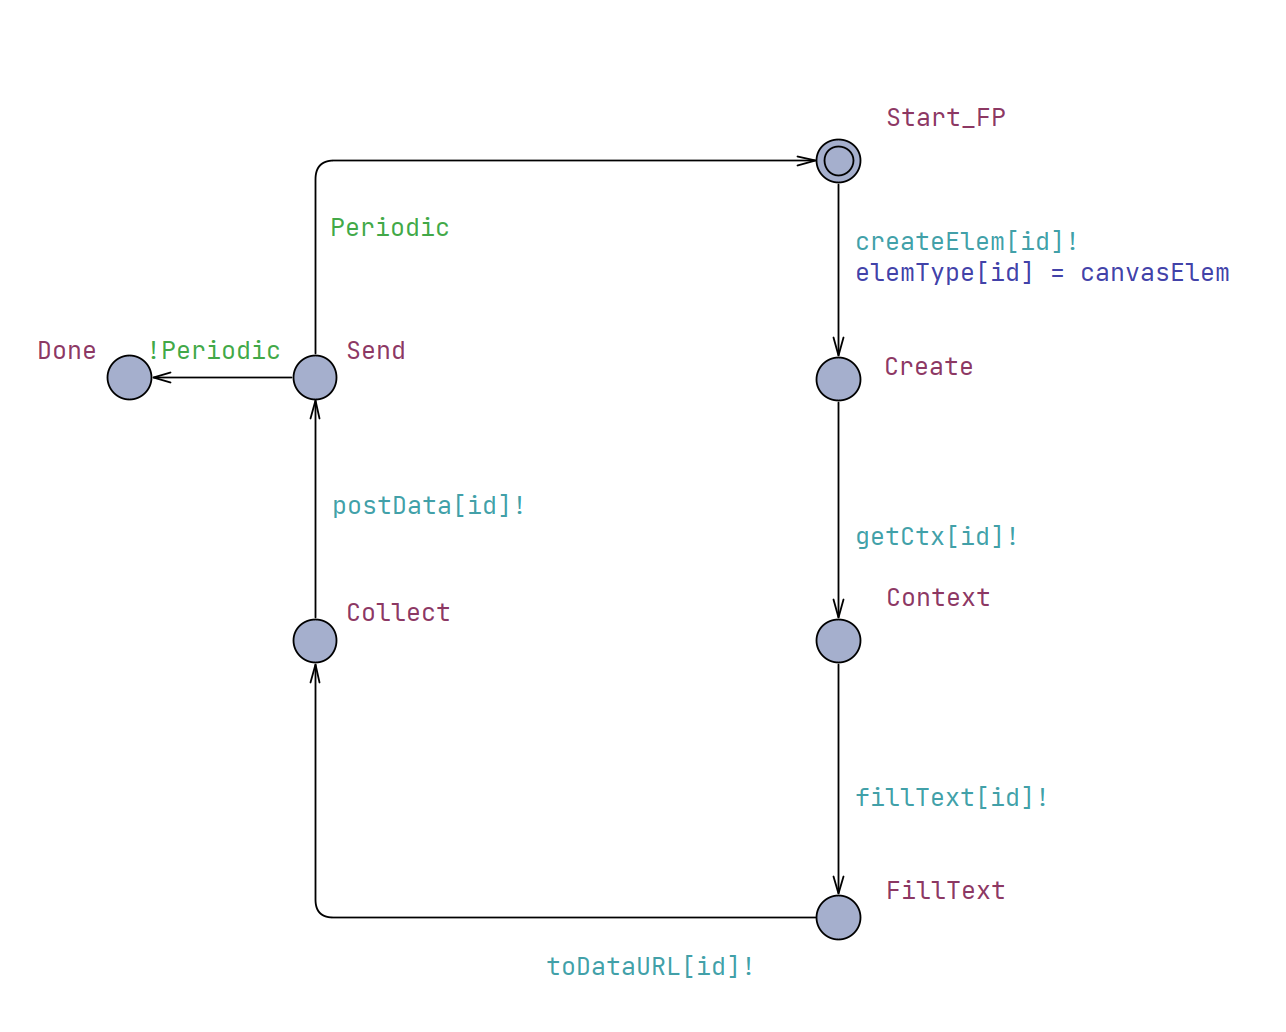 Start_FP
Periodic
createElem[id]!
elemType[id] = canvasElem
Done
!Periodic
Send
Create
postData[id]!
getCtx[id]!
Collect
Context
fillText[id]!
FillText
toDataURL[id]!